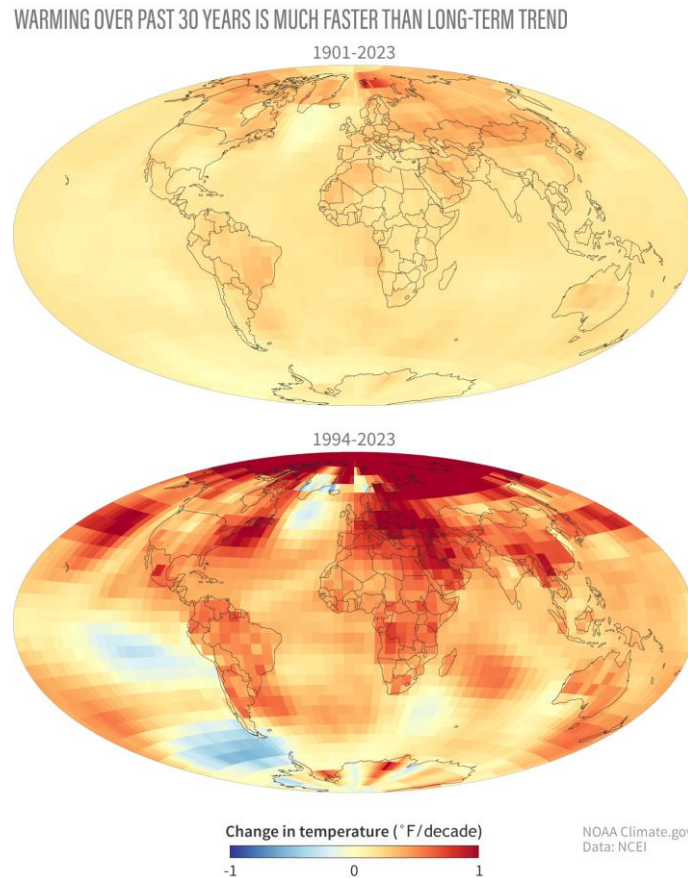 WARMING OVER PAST 30 YEARS IS MUCH FASTER THAN LONG-TERM TREND
1901-2023
1994-2023
Change in temperature (°F/decade)
-1 0 1
NOAA Climate.gov
Data: NCEI